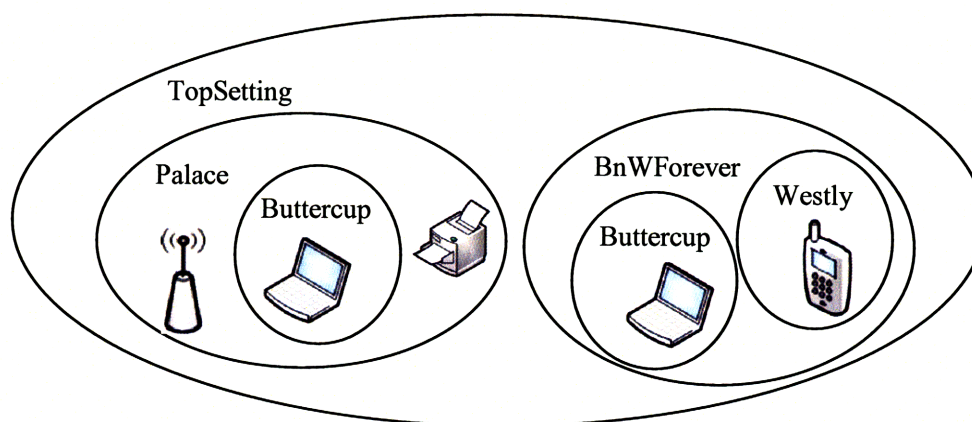 TopSetting
Palace
Buttercup
BnWForever
Westly
Buttercup